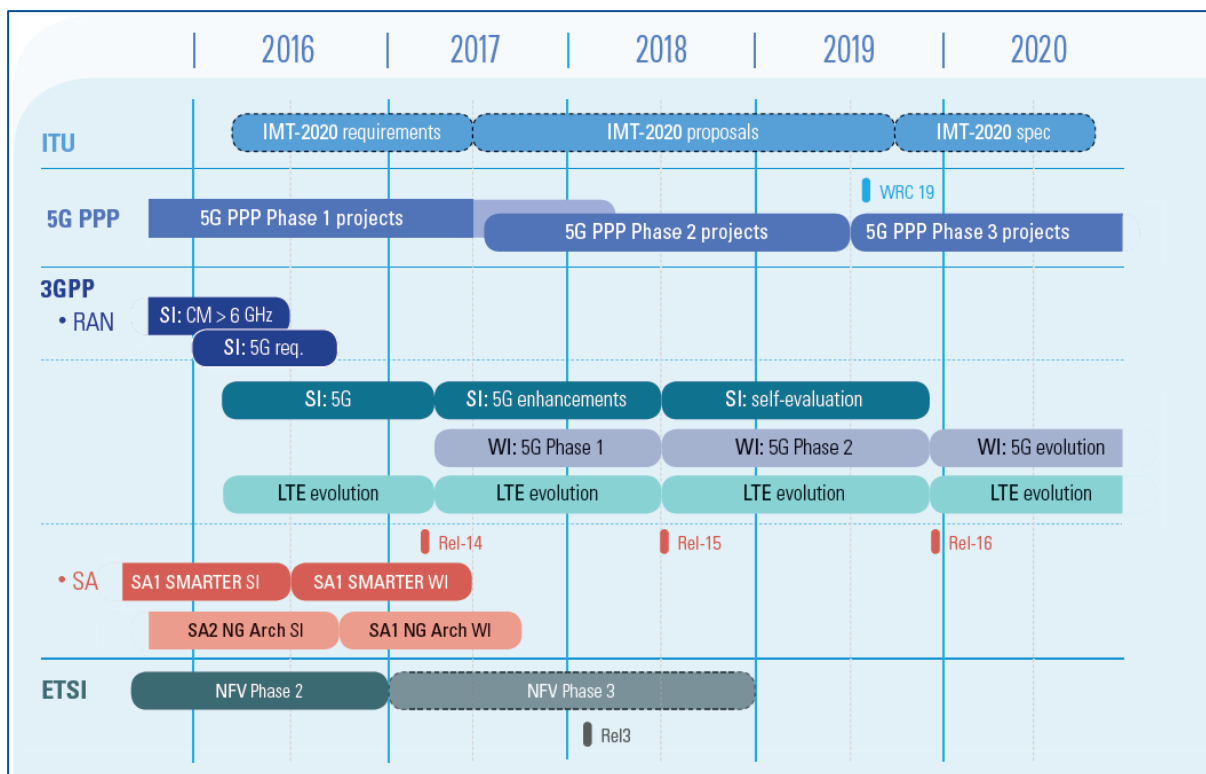 2016 2017 2018 2019 2020
ITU
IMT-2020 requirements
IMT-2020 proposals
IMT-2020 spec
WRC 19
5G PPP
5G PPP Phase 1 projects
5G PPP Phase 2 projects
5G PPP Phase 3 projects
3GPP
• RAN
SI: CM > 6 GHz
SI: 5G req.
SI: 5G
SI: 5G enhancements
SI: self-evaluation
WI: 5G Phase 1
WI: 5G Phase 2
WI: 5G evolution
LTE evolution
LTE evolution
LTE evolution
LTE evolution
Rel-14
Rel-15
Rel-16
• SA
SA1 SMARTER SI
SA1 SMARTER WI
SA2 NG Arch SI
SA1 NG Arch WI
ETSI
NFV Phase 2
NFV Phase 3
Rel3